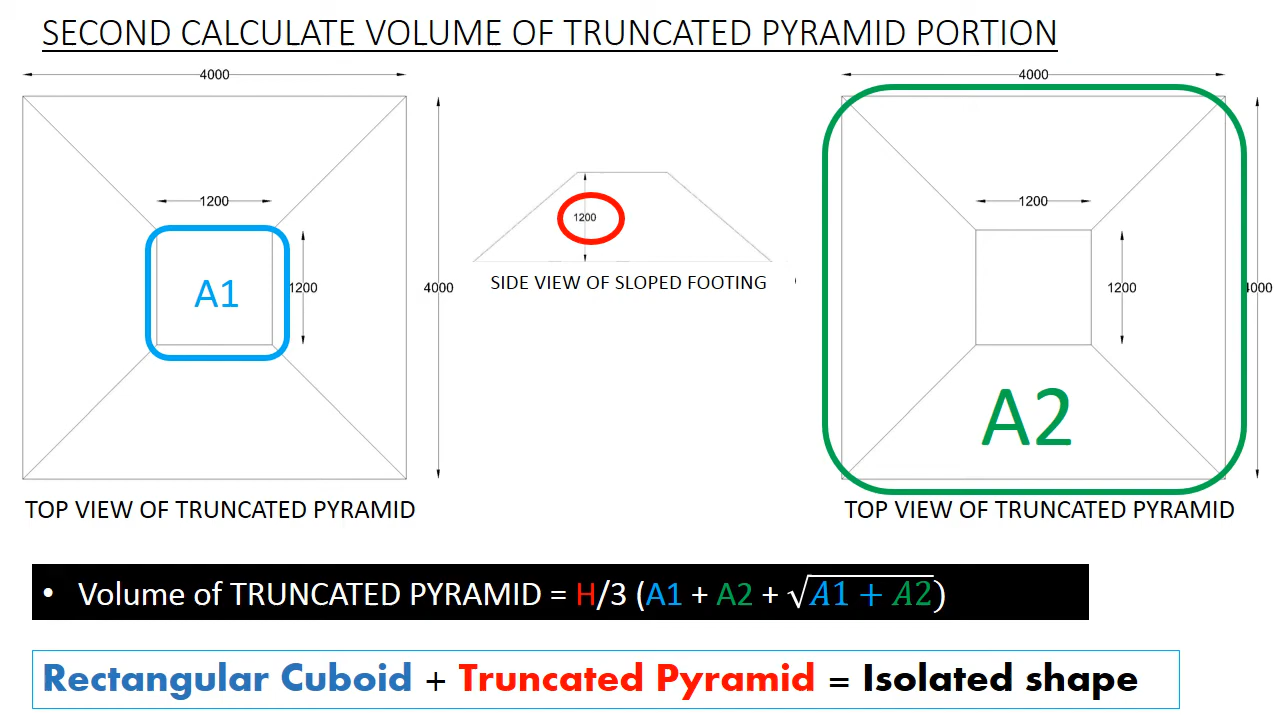 SECOND CALCULATE VOLUME OF TRUNCATED PYRAMID PORTION
4000
1200
A1
1200
4000
TOP VIEW OF TRUNCATED PYRAMID
1200
SIDE VIEW OF SLOPED FOOTING
4000
1200
1200
4000
A2
TOP VIEW OF TRUNCATED PYRAMID
• Volume of TRUNCATED PYRAMID = H/3 (A1 + A2 + √A1 + A2)
Rectangular Cuboid + Truncated Pyramid = Isolated shape